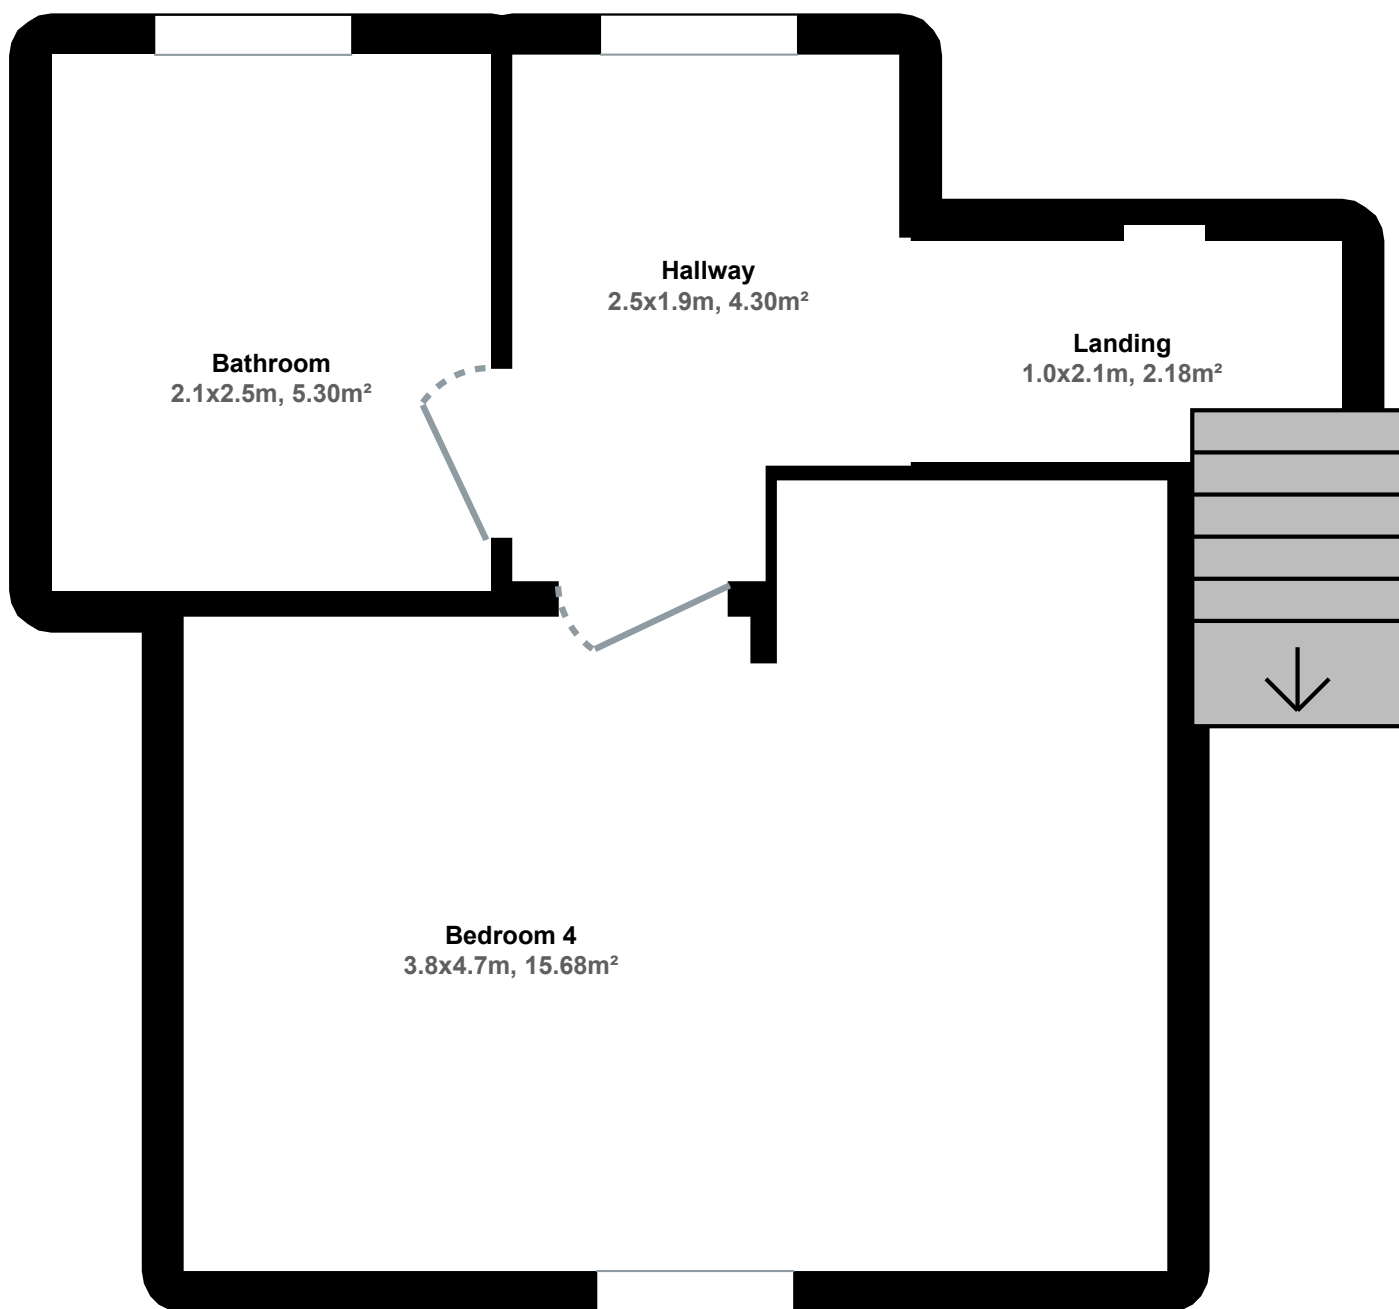 Hallway
2.5x1.9m, 4.30m²
Landing
1.0x2.1m, 2.18m²
Bathroom
2.1x2.5m, 5.30m²
Bedroom 4
3.8x4.7m, 15.68m²